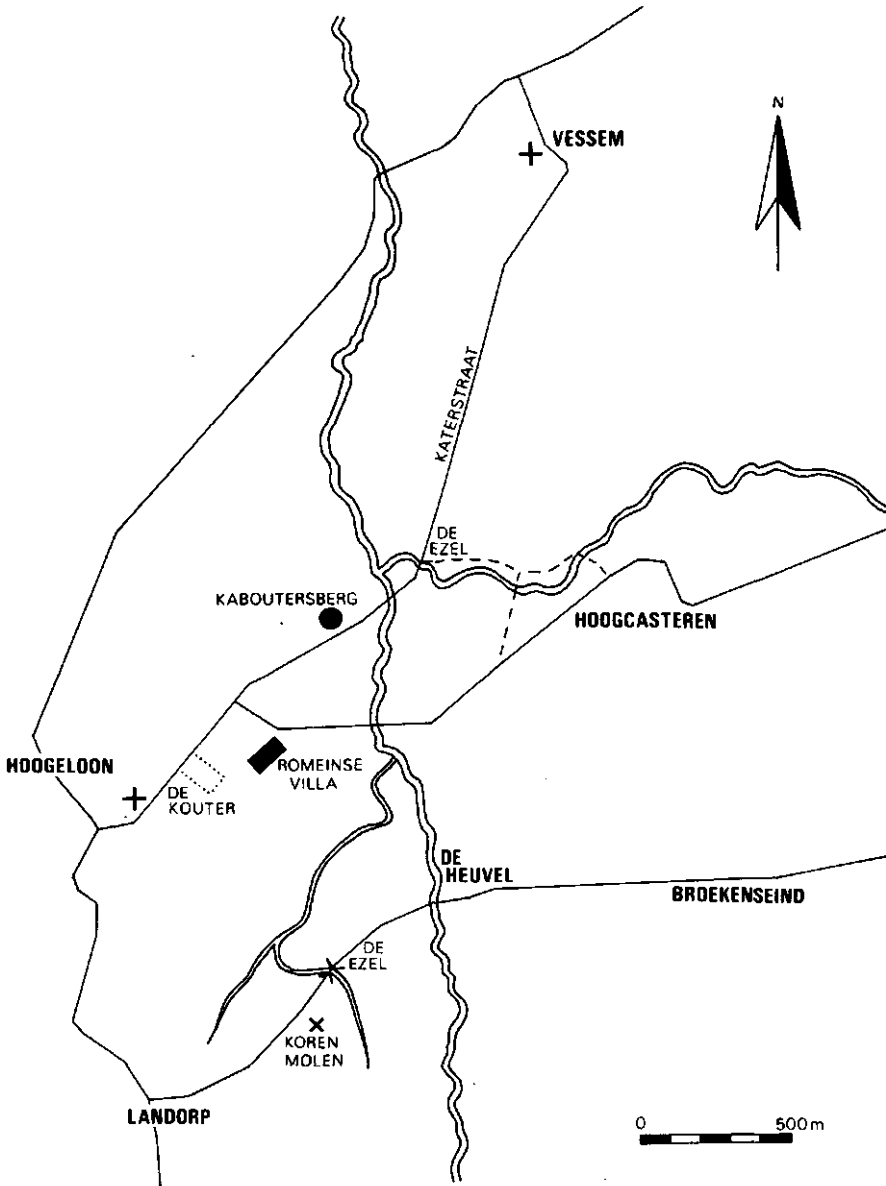 N
VESSEM
KATERSTRAAT
DE
EZEL
KABOUTERSBERG
HOOGCASTEREN
HOOGELOON
ROMEINSE
VILLA
DE
KOUTER
DE
HEUVEL
BROEKENSEIND
DE
EZEL
KOREN
MOLEN
LANDORP
0 500m